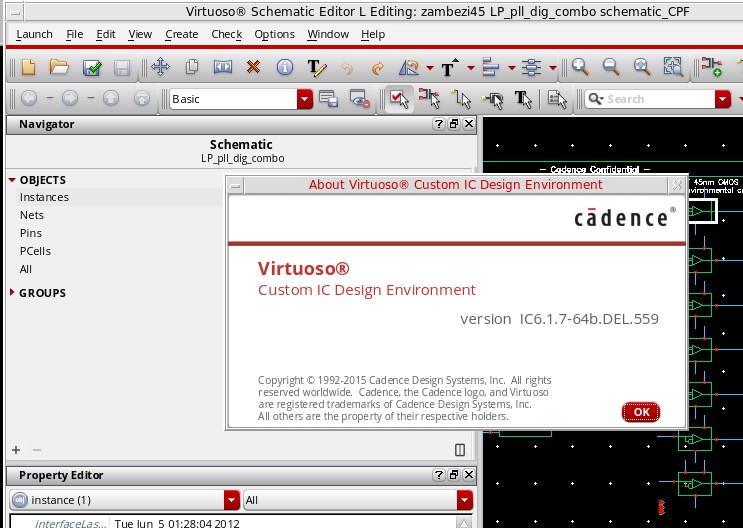 Virtuoso® Schematic Editor L Editing: zambezi45 LP_pll_dig_combo schematic_CPF
Launch File Edit View Create Check Options Window Help
Basic
Search
Navigator
Schematic
LP_pll_dig_combo
OBJECTS
Instances
Nets
Pins
PCells
All
GROUPS
— Cadence Confidential —
45nm CMOS
About Virtuoso® Custom IC Design Environment
cādence®
Virtuoso®
Custom IC Design Environment
version IC6.1.7-64b.DEL.559
Copyright © 1992-2015 Cadence Design Systems, Inc. All rights
reserved worldwide. Cadence, the Cadence logo, and Virtuoso
are registered trademarks of Cadence Design Systems, Inc.
All others are the property of their respective holders.
OK
Property Editor
obj instance (1) All
interfaceLas... Tue Jun 5 01:28:04 2012